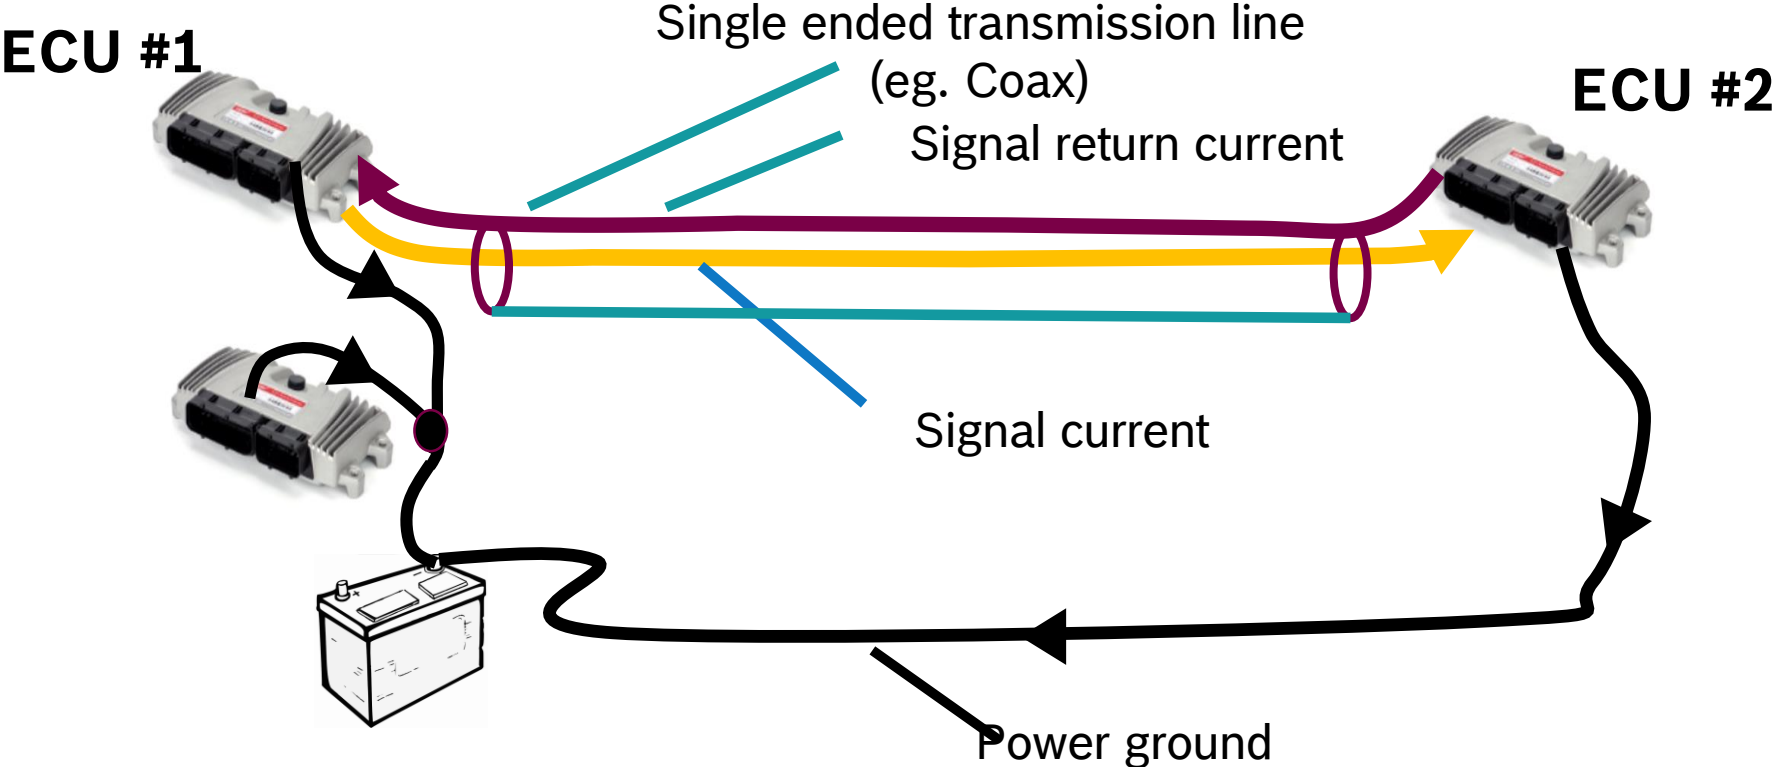 Single ended transmission line
ECU #1
(eg. Coax)
ECU #2
Signal return current
Signal current
- +
Power ground